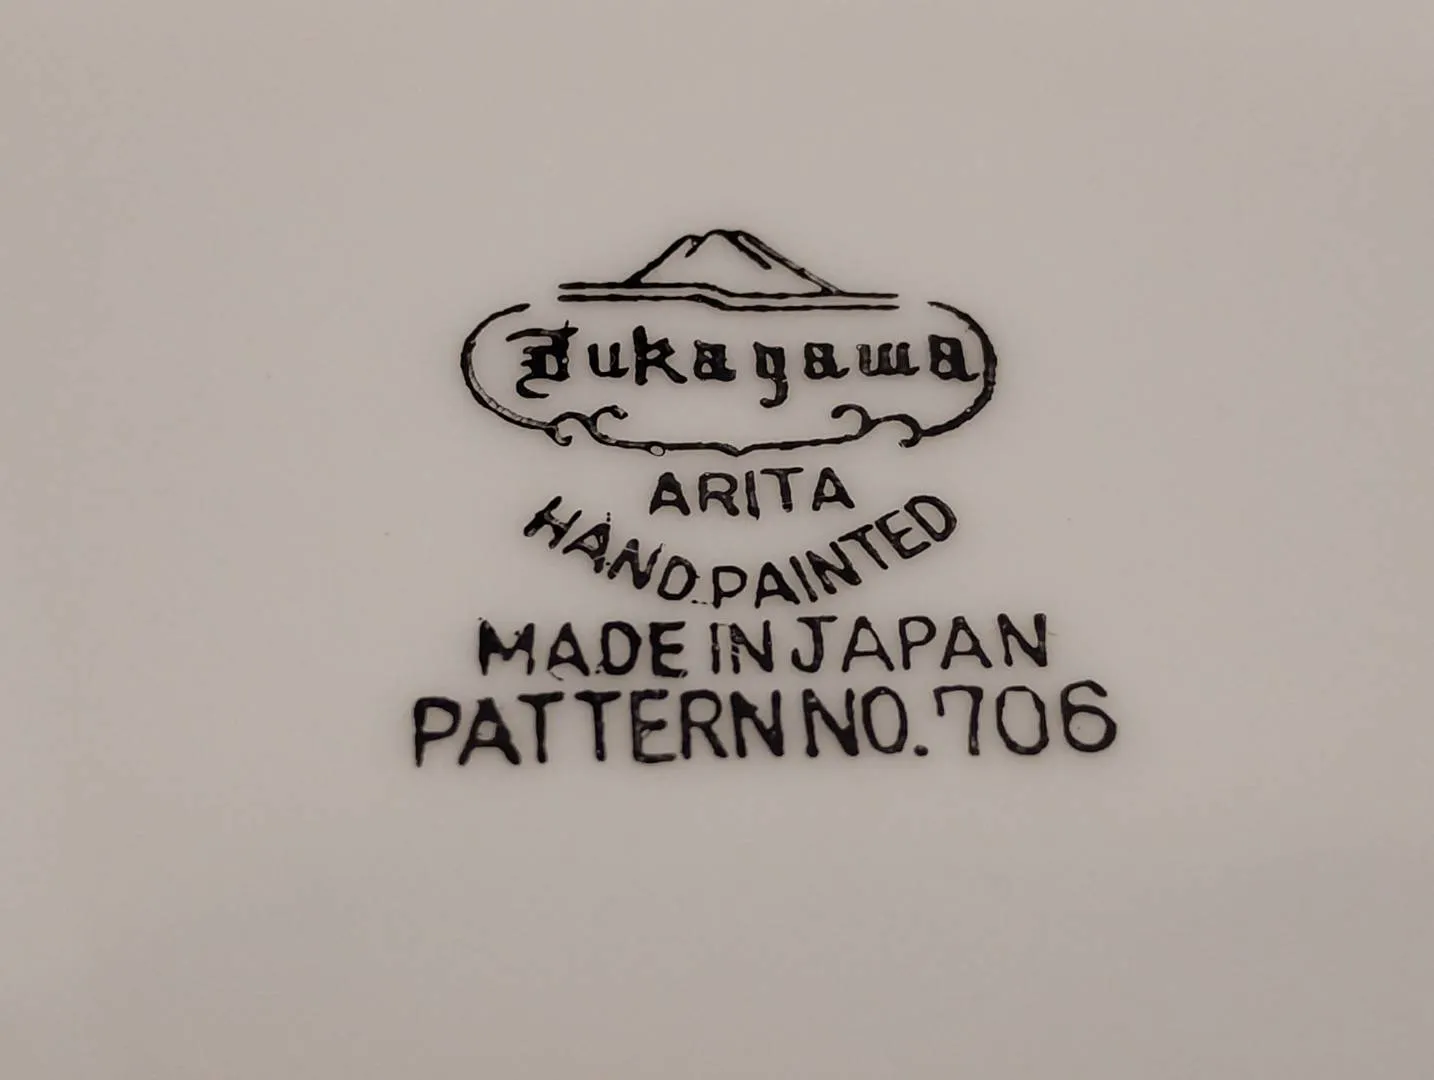 Fukagawa
ARITA
HAND PAINTED
MADE IN JAPAN
PATTERN NO. 706